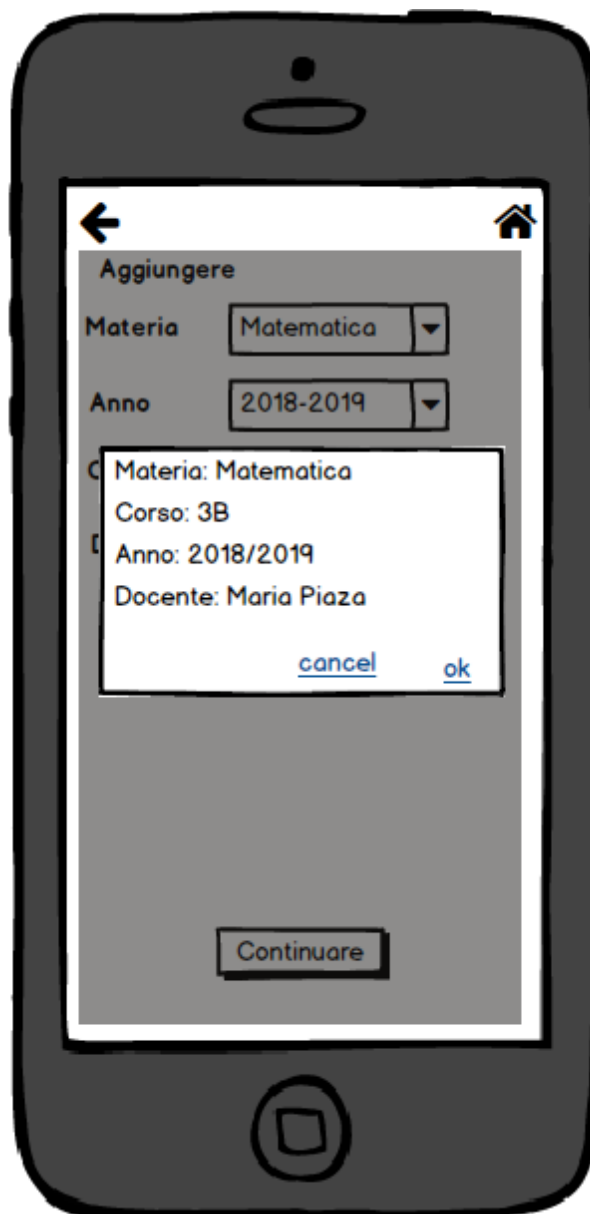 Aggiungere
Materia Matematica
Anno 2018-2019
Materia: Matematica
Corso: 3B
Anno: 2018/2019
Docente: Maria Piaza
cancel ok
Continuare